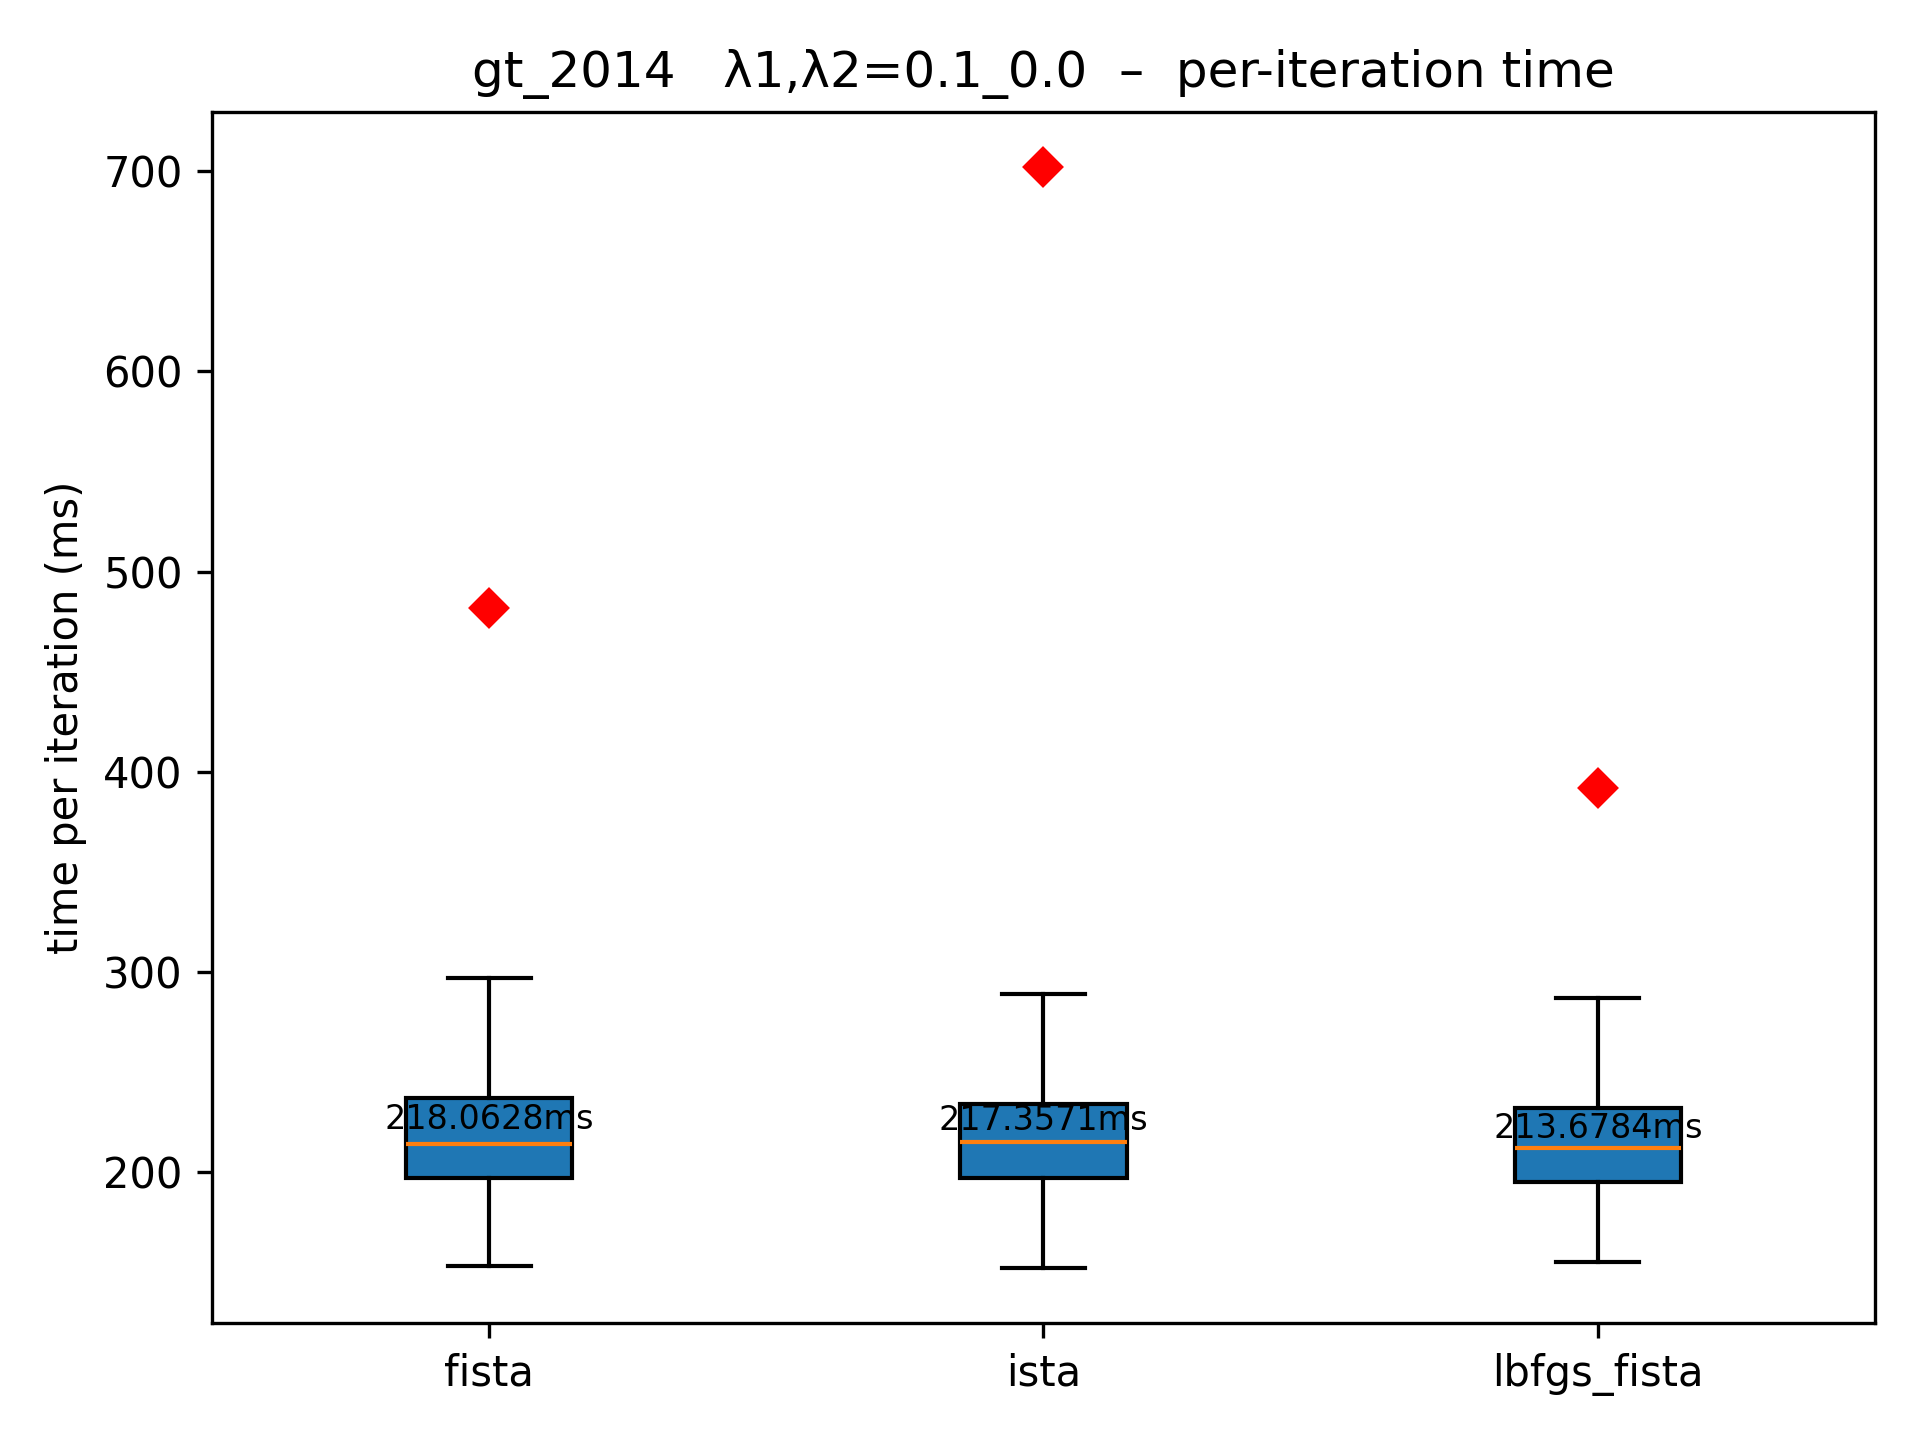 gt_2014 λ1,λ2=0.1_0.0 – per-iteration time
time per iteration (ms)
700
600
500
400
300
200
218.0628ms
217.3571ms
213.6784ms
fista
ista
lbfgs_fista